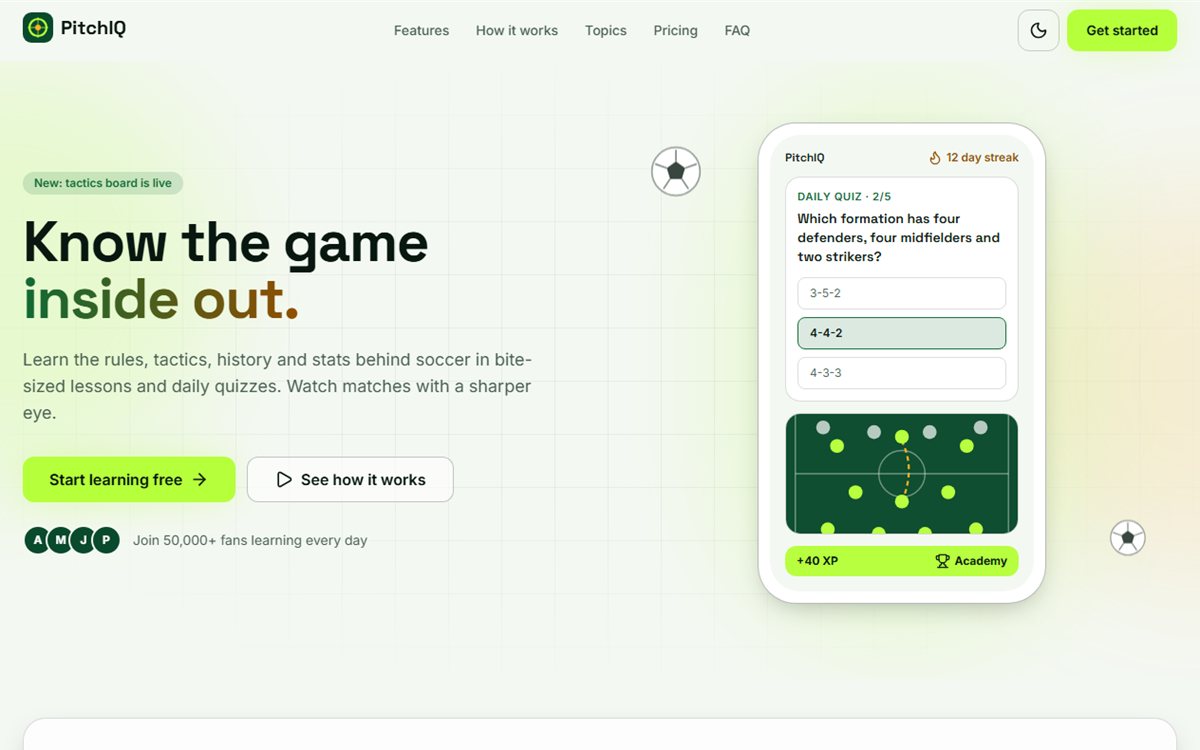 PitchIQ
Features
How it works
Topics
Pricing
FAQ
Get started
New: tactics board is live
Know the game
inside out.
Learn the rules, tactics, history and stats behind soccer in bite-
sized lessons and daily quizzes. Watch matches with a sharper
eye.
Start learning free
See how it works
A M J P
Join 50,000+ fans learning every day
PitchIQ
12 day streak
DAILY QUIZ · 2/5
Which formation has four
defenders, four midfielders and
two strikers?
3-5-2
4-4-2
4-3-3
+40 XP
Academy